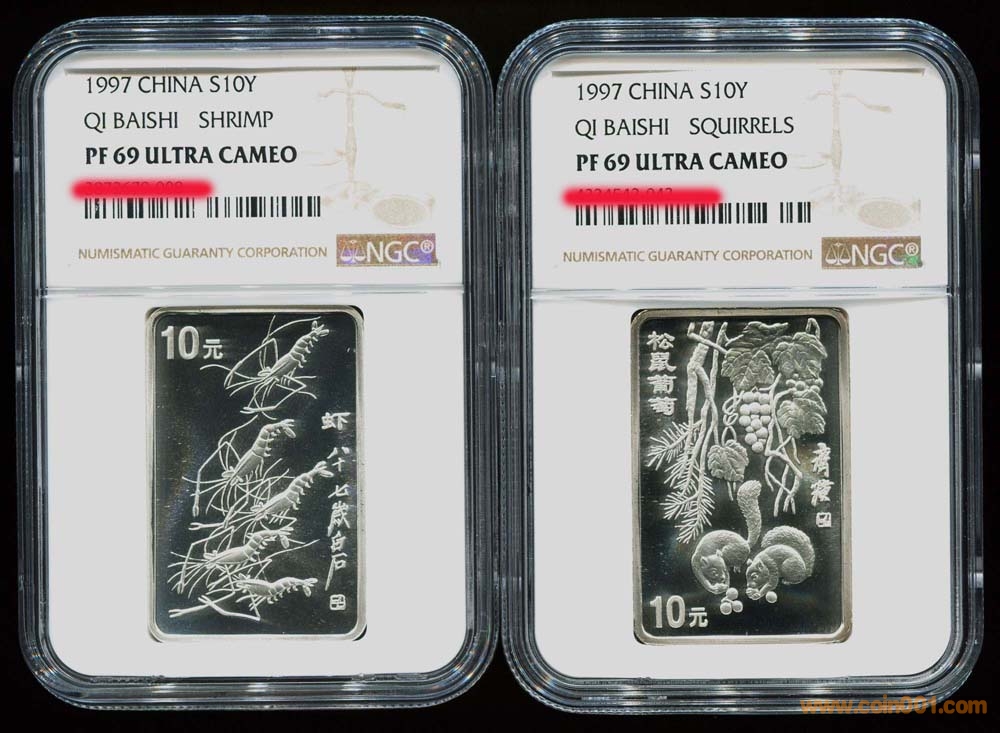 1997 CHINA S10Y
QI BAISHI SHRIMP
PF 69 ULTRA CAMEO
NUMISMATIC GUARANTY CORPORATION NGC®
10元
虾
八十七岁白石
1997 CHINA S10Y
QI BAISHI SQUIRRELS
PF 69 ULTRA CAMEO
NUMISMATIC GUARANTY CORPORATION NGC®
松鼠葡萄
齐璜
10元
www.coin001.com